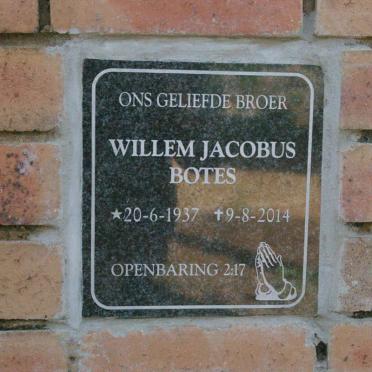 ONS GELIEFDE BROER
WILLEM JACOBUS
BOTES
★20-6-1937 ✝9-8-2014
OPENBARING 2:17